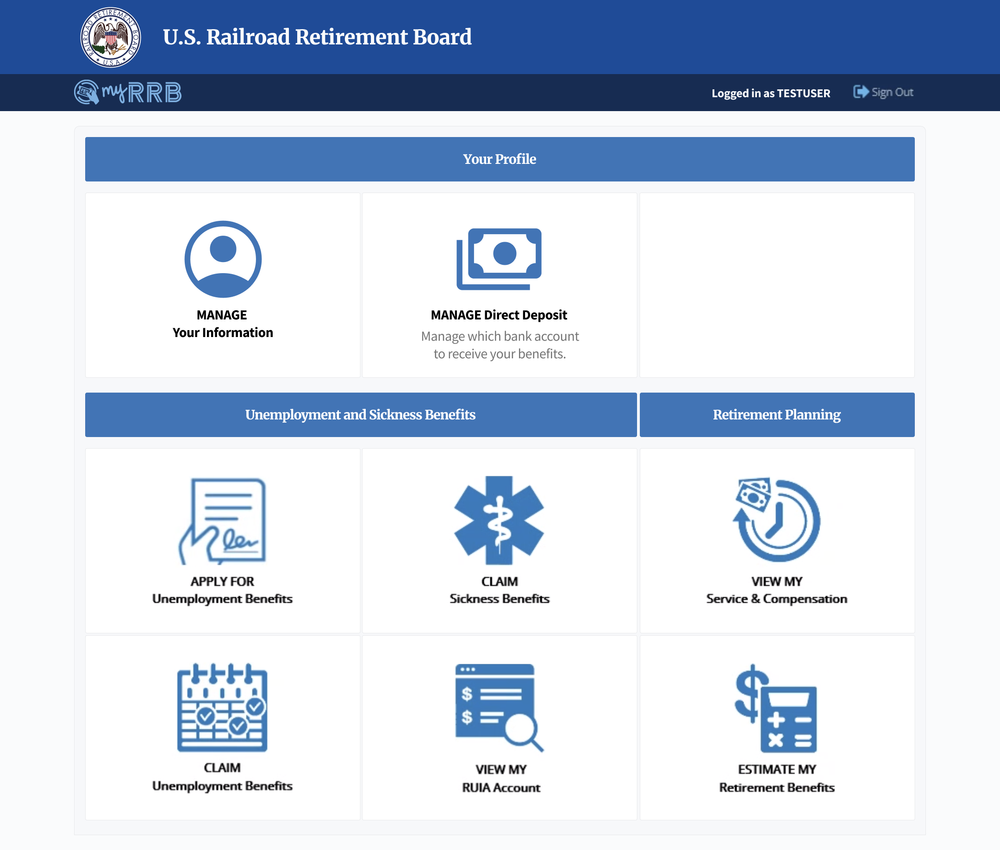 RAILROAD RETIREMENT BOARD
U.S.A.
U.S. Railroad Retirement Board
myRRB
Logged in as TESTUSER
Sign Out
Your Profile
MANAGE
Your Information
MANAGE Direct Deposit
Manage which bank account
to receive your benefits.
Unemployment and Sickness Benefits
Retirement Planning
APPLY FOR
Unemployment Benefits
CLAIM
Sickness Benefits
VIEW MY
Service & Compensation
CLAIM
Unemployment Benefits
$
$
VIEW MY
RUIA Account
$
ESTIMATE MY
Retirement Benefits